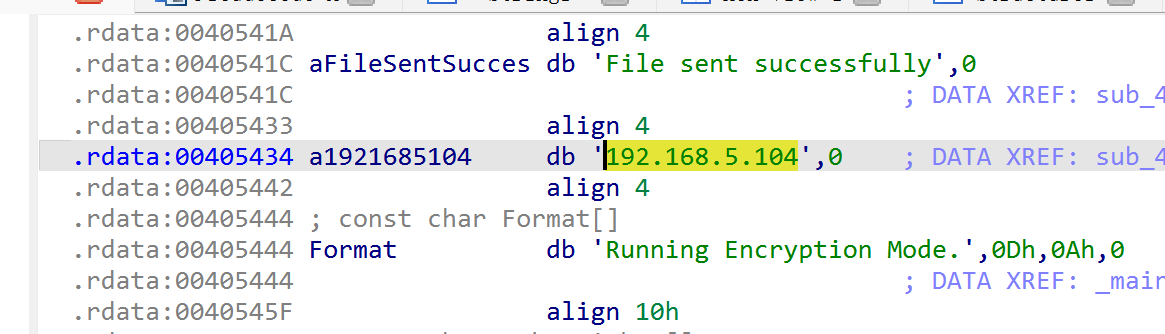 .rdata:0040541A align 4
.rdata:0040541C aFileSentSucces db 'File sent successfully',0
.rdata:0040541C ; DATA XREF: sub_4
.rdata:00405433 align 4
.rdata:00405434 a1921685104 db '192.168.5.104',0 ; DATA XREF: sub_4
.rdata:00405442 align 4
.rdata:00405444 ; const char Format[]
.rdata:00405444 Format db 'Running Encryption Mode.',0Dh,0Ah,0
.rdata:00405444 ; DATA XREF: _main
.rdata:0040545F align 10h